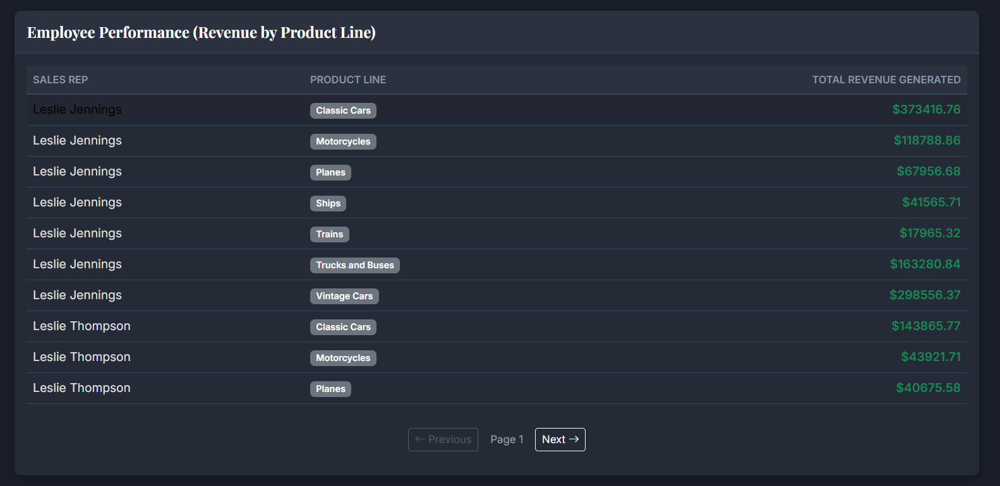 Employee Performance (Revenue by Product Line)
SALES REP PRODUCT LINE TOTAL REVENUE GENERATED
Leslie Jennings Classic Cars $373416.76
Leslie Jennings Motorcycles $118788.86
Leslie Jennings Planes $67956.68
Leslie Jennings Ships $41565.71
Leslie Jennings Trains $17965.32
Leslie Jennings Trucks and Buses $163280.84
Leslie Jennings Vintage Cars $298556.37
Leslie Thompson Classic Cars $143865.77
Leslie Thompson Motorcycles $43921.71
Leslie Thompson Planes $40675.58
← Previous Page 1 Next →